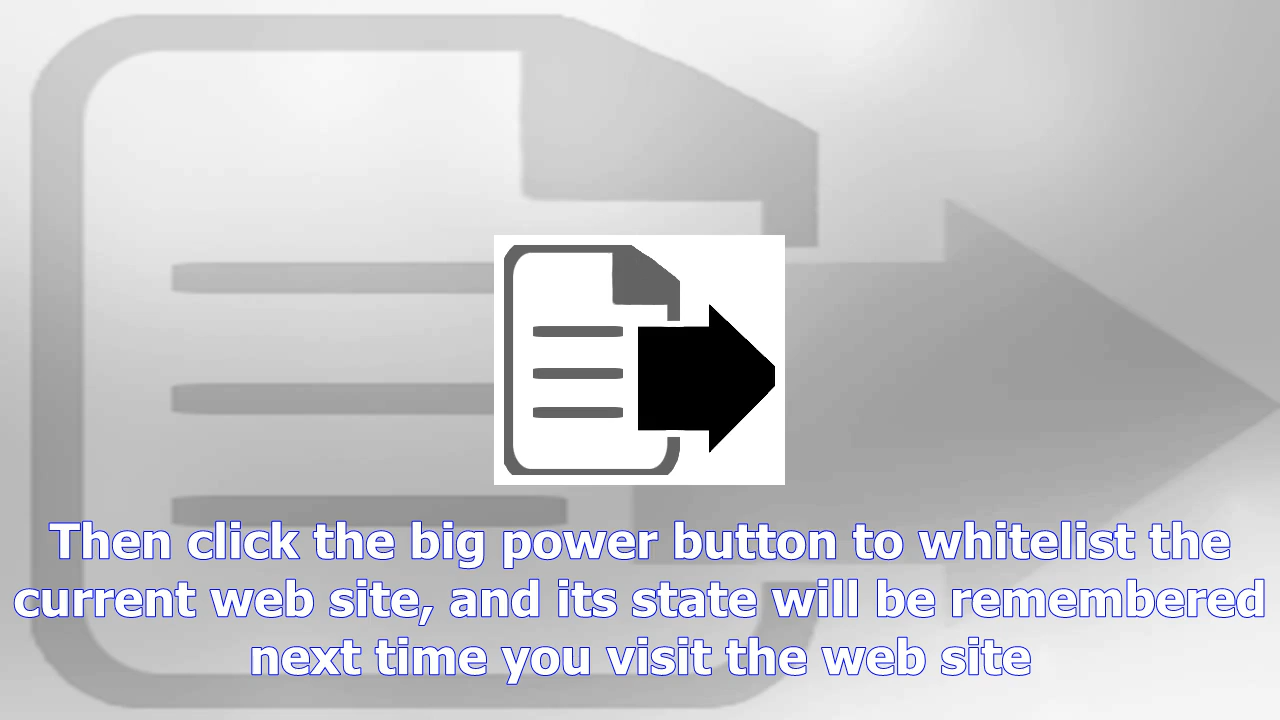 Then click the big power button to whitelist the
current web site, and its state will be remembered
next time you visit the web site